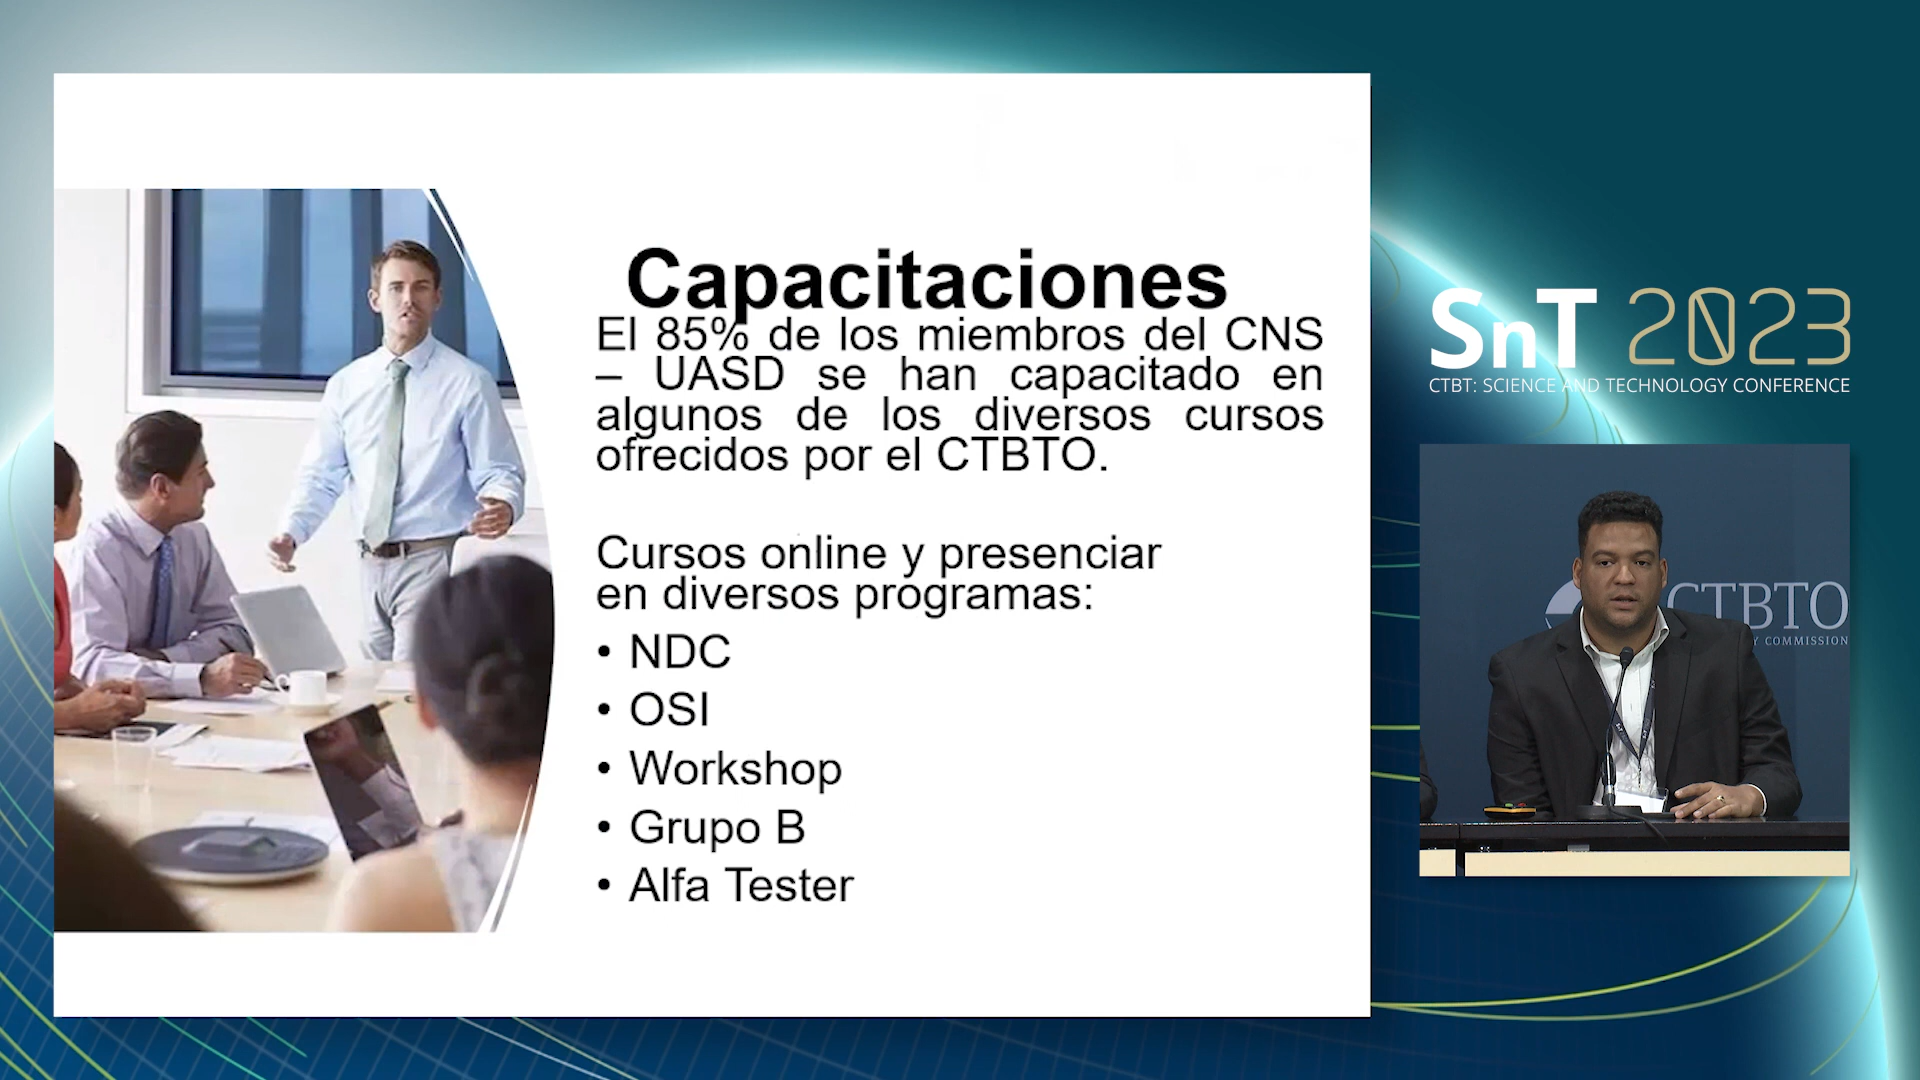 Capacitaciones
El 85% de los miembros del CNS
– UASD se han capacitado en
algunos de los diversos cursos
ofrecidos por el CTBTO.
Cursos online y presenciar
en diversos programas:
• NDC
• OSI
• Workshop
• Grupo B
• Alfa Tester
SnT 2023
CTBT: SCIENCE AND TECHNOLOGY CONFERENCE
CTBTO
COMMISSION